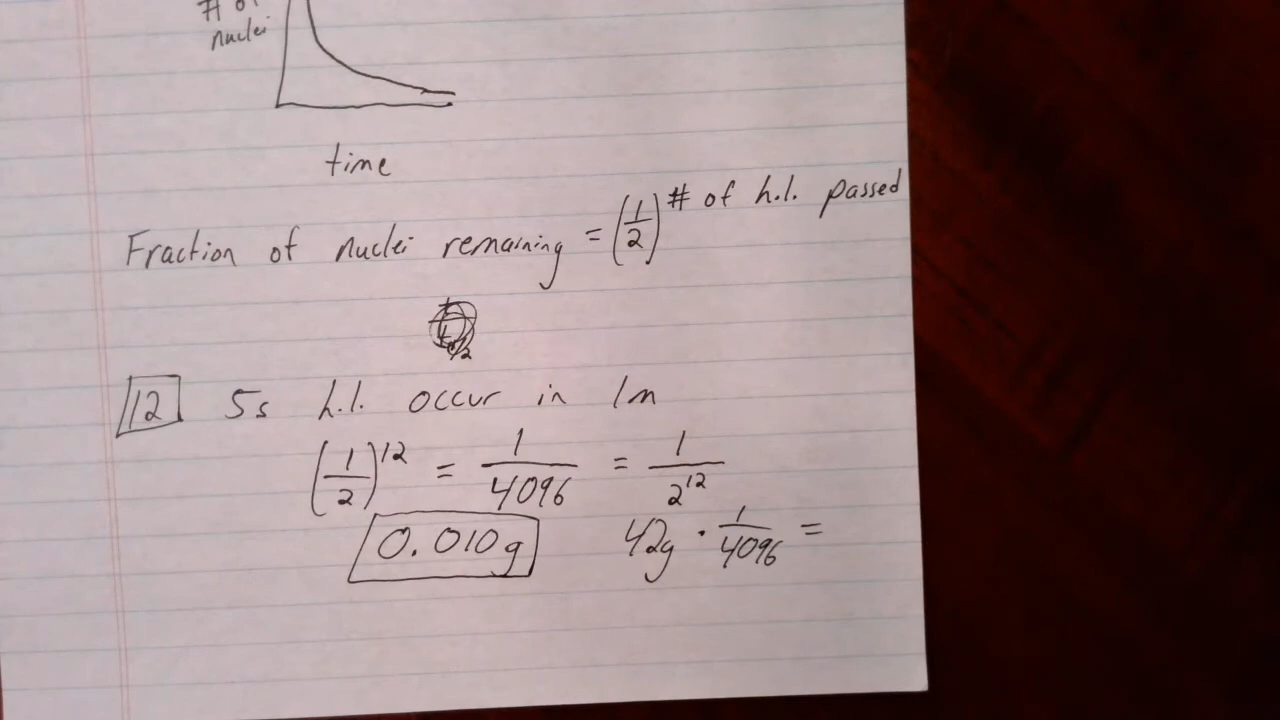 # of
nuclei
time
Fraction of nuclei remaining = (1/2)^# of h.l. passed
12 5s h.l. occur in 1m
(1/2)^12 = 1/4096 = 1/2^12
0.010g 42g · 1/4096 =